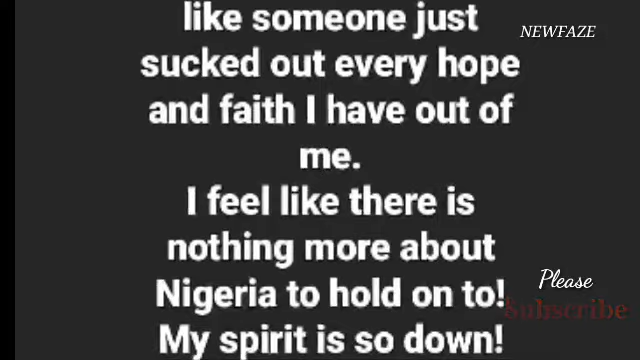 like someone just
NEWFAZE
sucked out every hope
and faith I have out of
me.
I feel like there is
nothing more about
Nigeria to hold on to!
Please
Subscribe
My spirit is so down!